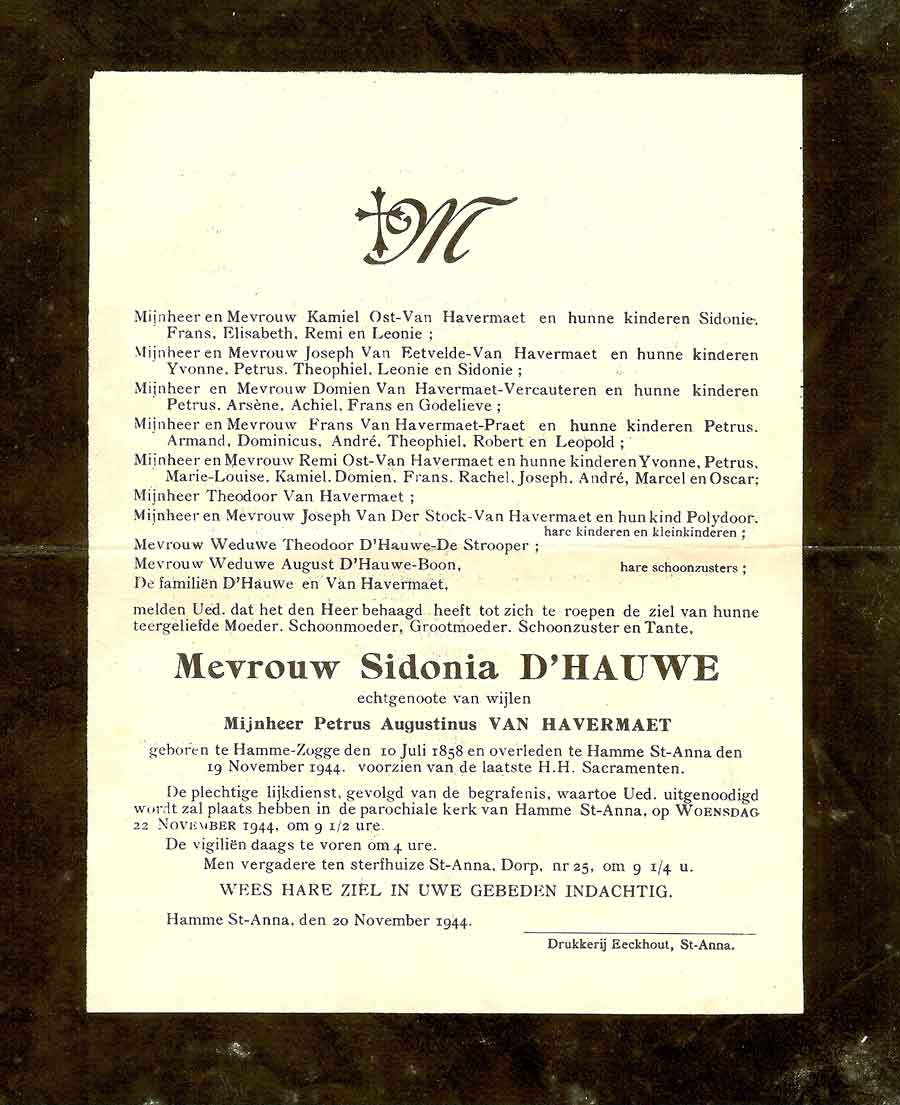 M
Mijnheer en Mevrouw Kamiel Ost-Van Havermaet en hunne kinderen Sidonie,
Frans, Elisabeth, Remi en Leonie ;
Mijnheer en Mevrouw Joseph Van Eetvelde-Van Havermaet en hunne kinderen
Yvonne, Petrus, Theophiel, Leonie en Sidonie ;
Mijnheer en Mevrouw Domien Van Havermaet-Vercauteren en hunne kinderen
Petrus, Arsène, Achiel, Frans en Godelieve ;
Mijnheer en Mevrouw Frans Van Havermaet-Praet en hunne kinderen Petrus,
Armand, Dominicus, André, Theophiel, Robert en Leopold ;
Mijnheer en Mevrouw Remi Ost-Van Havermaet en hunne kinderen Yvonne, Petrus,
Marie-Louise, Kamiel, Domien, Frans, Rachel, Joseph, André, Marcel en Oscar;
Mijnheer Theodoor Van Havermaet ;
Mijnheer en Mevrouw Joseph Van Der Stock-Van Havermaet en hun kind Polydoor,
hare kinderen en kleinkinderen ;
Mevrouw Weduwe Theodoor D'Hauwe-De Strooper ;
Mevrouw Weduwe August D'Hauwe-Boon, hare schoonzusters ;
De familiën D'Hauwe en Van Havermaet,
melden Ued. dat het den Heer behaagd heeft tot zich te roepen de ziel van hunne
teergeliefde Moeder, Schoonmoeder, Grootmoeder, Schoonzuster en Tante,
Mevrouw Sidonia D'HAUWE
echtgenoote van wijlen
Mijnheer Petrus Augustinus VAN HAVERMAET
geboren te Hamme-Zogge den 10 Juli 1858 en overleden te Hamme St-Anna den
19 November 1944, voorzien van de laatste H.H. Sacramenten.
De plechtige lijkdienst, gevolgd van de begrafenis, waartoe Ued. uitgenoodigd
wordt zal plaats hebben in de parochiale kerk van Hamme St-Anna, op WOENSDAG
22 NOVEMBER 1944, om 9 1/2 ure.
De vigiliën daags te voren om 4 ure.
Men vergadere ten sterfhuize St-Anna, Dorp, nr 25, om 9 1/4 u.
WEES HARE ZIEL IN UWE GEBEDEN INDACHTIG.
Hamme St-Anna, den 20 November 1944.
Drukkerij Eeckhout, St-Anna.